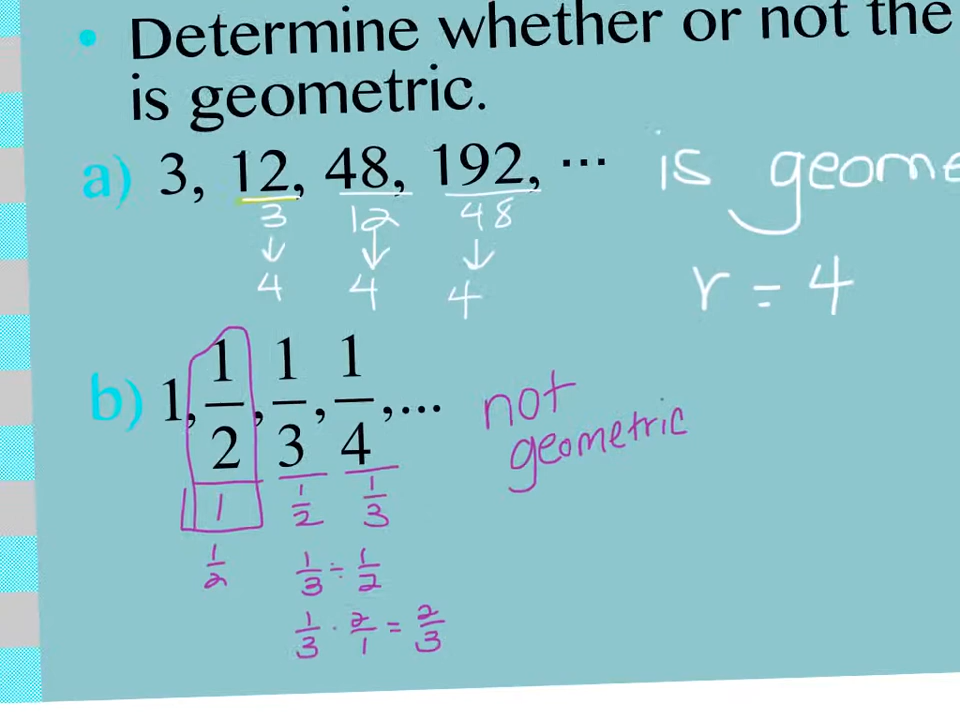 • Determine whether or not the
is geometric.
a) 3, 12, 48, 192, ... is geome
3 12 48
↓ ↓ ↓
4 4 4 r = 4
b) 1, 1/2, 1/3, 1/4, ... not
geometric
1 1/2 1/3
1/2 1/3 ÷ 1/2
1/3 · 2/1 = 2/3